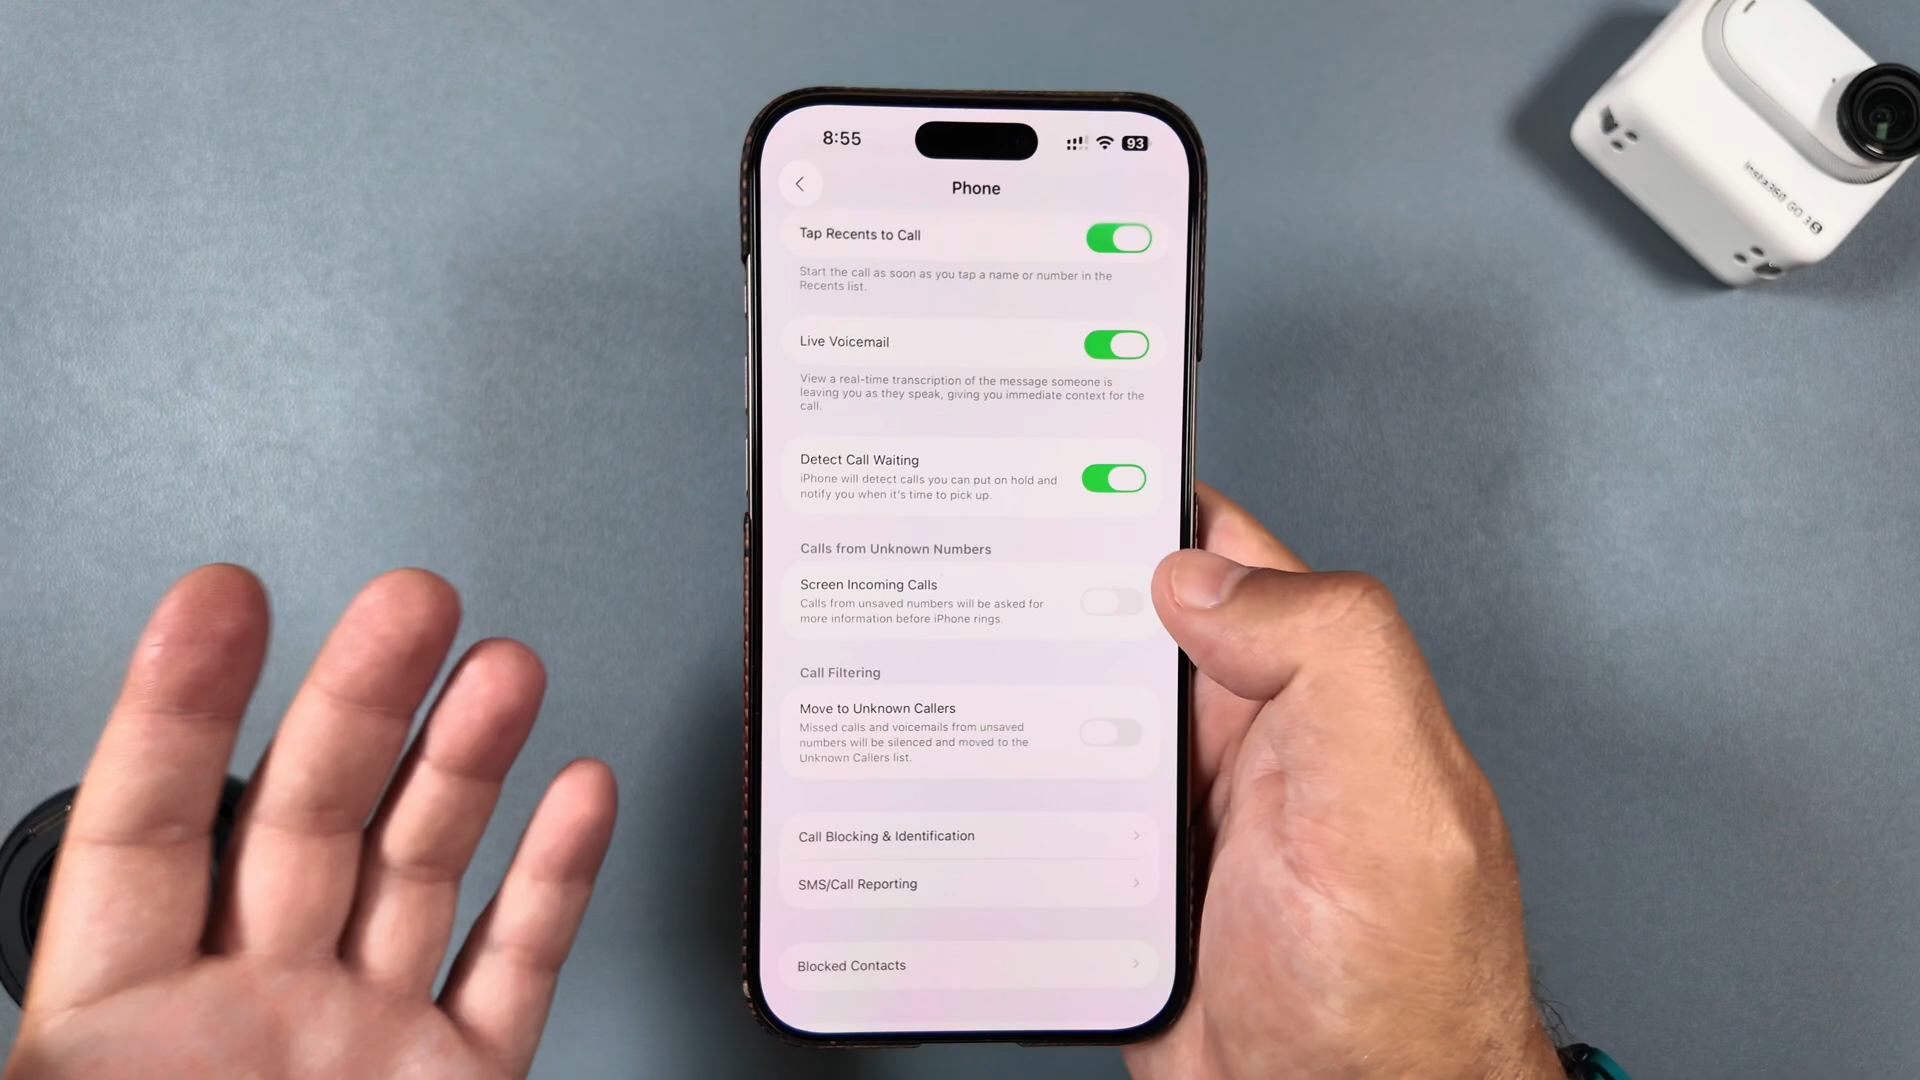 8:55
93
Phone
Tap Recents to Call
Start the call as soon as you tap a name or number in the
Recents list.
Live Voicemail
View a real-time transcription of the message someone is
leaving you as they speak, giving you immediate context for the
call.
Detect Call Waiting
iPhone will detect calls you can put on hold and
notify you when it's time to pick up.
Calls from Unknown Numbers
Screen Incoming Calls
Calls from unsaved numbers will be asked for
more information before iPhone rings.
Call Filtering
Move to Unknown Callers
Missed calls and voicemails from unsaved
numbers will be silenced and moved to the
Unknown Callers list.
Call Blocking & Identification
SMS/Call Reporting
Blocked Contacts
Insta360 GO 3S